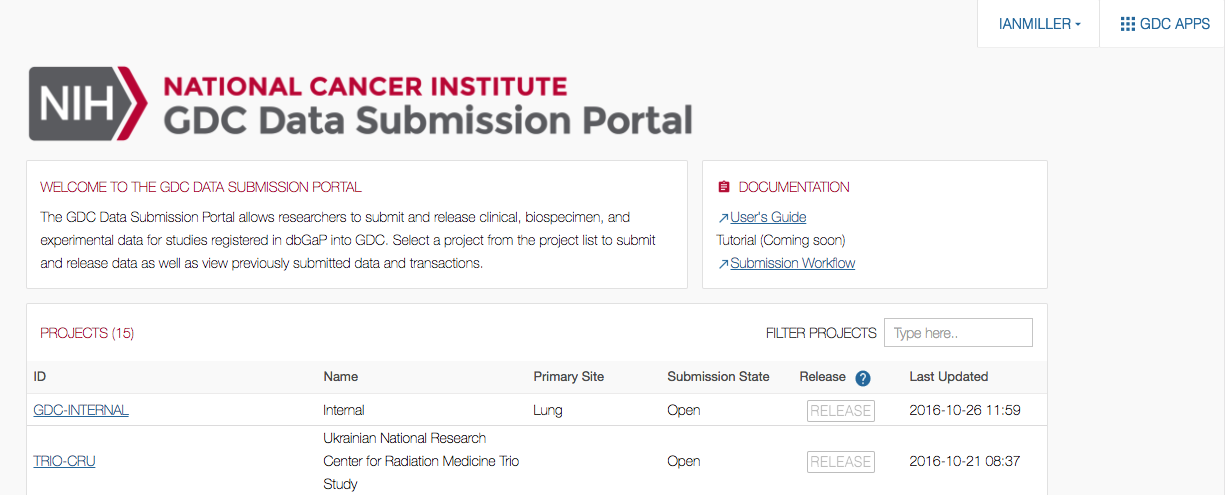 IANMILLER
GDC APPS
NIH
NATIONAL CANCER INSTITUTE
GDC Data Submission Portal
WELCOME TO THE GDC DATA SUBMISSION PORTAL
The GDC Data Submission Portal allows researchers to submit and release clinical, biospecimen, and
experimental data for studies registered in dbGaP into GDC. Select a project from the project list to submit
and release data as well as view previously submitted data and transactions.
DOCUMENTATION
User's Guide
Tutorial (Coming soon)
Submission Workflow
PROJECTS (15)
FILTER PROJECTS Type here..
ID Name Primary Site Submission State Release ? Last Updated
GDC-INTERNAL Internal Lung Open RELEASE 2016-10-26 11:59
TRIO-CRU Ukrainian National Research
Center for Radiation Medicine Trio
Study Open RELEASE 2016-10-21 08:37